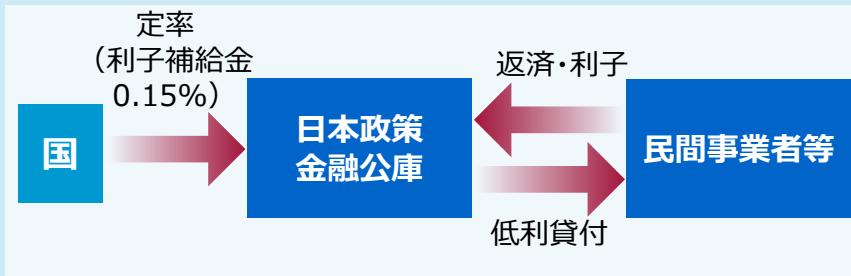 定率
（利子補給金
0.15%）
国
日本政策
金融公庫
返済・利子
民間事業者等
低利貸付